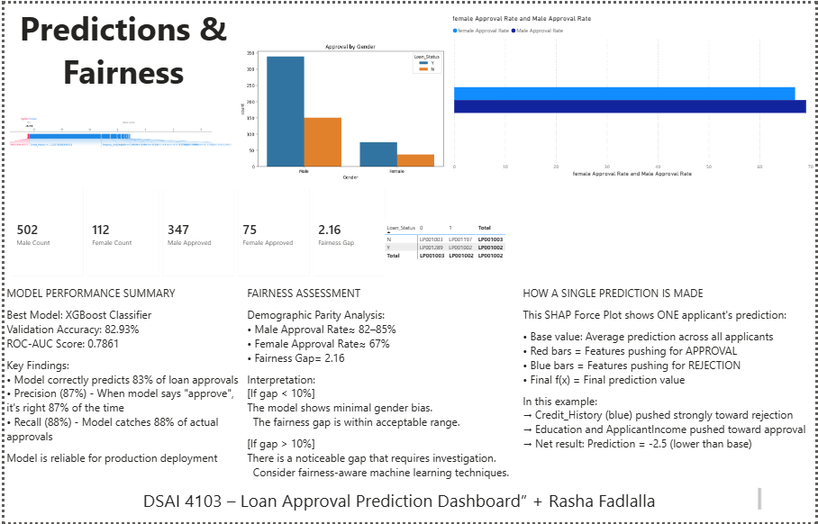 Predictions &
Fairness
Approval by Gender
Loan_Status
Y
N
350
300
250
200
150
100
50
0
count
Male
Female
Gender
female Approval Rate and Male Approval Rate
female Approval Rate Male Approval Rate
0 10 20 30 40 50 60 70
female Approval Rate and Male Approval Rate
502
Male Count
112
Female Count
347
Male Approved
75
Female Approved
2.16
Fairness Gap
Loan_Status 0 1 Total
N LP001003 LP001197 LP001003
Y LP001289 LP001002 LP001002
Total LP001003 LP001002 LP001002
MODEL PERFORMANCE SUMMARY
Best Model: XGBoost Classifier
Validation Accuracy: 82.93%
ROC-AUC Score: 0.7861
Key Findings:
• Model correctly predicts 83% of loan approvals
• Precision (87%) - When model says "approve",
it's right 87% of the time
• Recall (88%) - Model catches 88% of actual
approvals
Model is reliable for production deployment
FAIRNESS ASSESSMENT
Demographic Parity Analysis:
• Male Approval Rate≈ 82–85%
• Female Approval Rate≈ 67%
• Fairness Gap= 2.16
Interpretation:
[If gap < 10%]
The model shows minimal gender bias.
The fairness gap is within acceptable range.
[If gap > 10%]
There is a noticeable gap that requires investigation.
Consider fairness-aware machine learning techniques.
HOW A SINGLE PREDICTION IS MADE
This SHAP Force Plot shows ONE applicant's prediction:
• Base value: Average prediction across all applicants
• Red bars = Features pushing for APPROVAL
• Blue bars = Features pushing for REJECTION
• Final f(x) = Final prediction value
In this example:
→ Credit_History (blue) pushed strongly toward rejection
→ Education and ApplicantIncome pushed toward approval
→ Net result: Prediction = -2.5 (lower than base)
DSAI 4103 – Loan Approval Prediction Dashboard” + Rasha Fadlalla